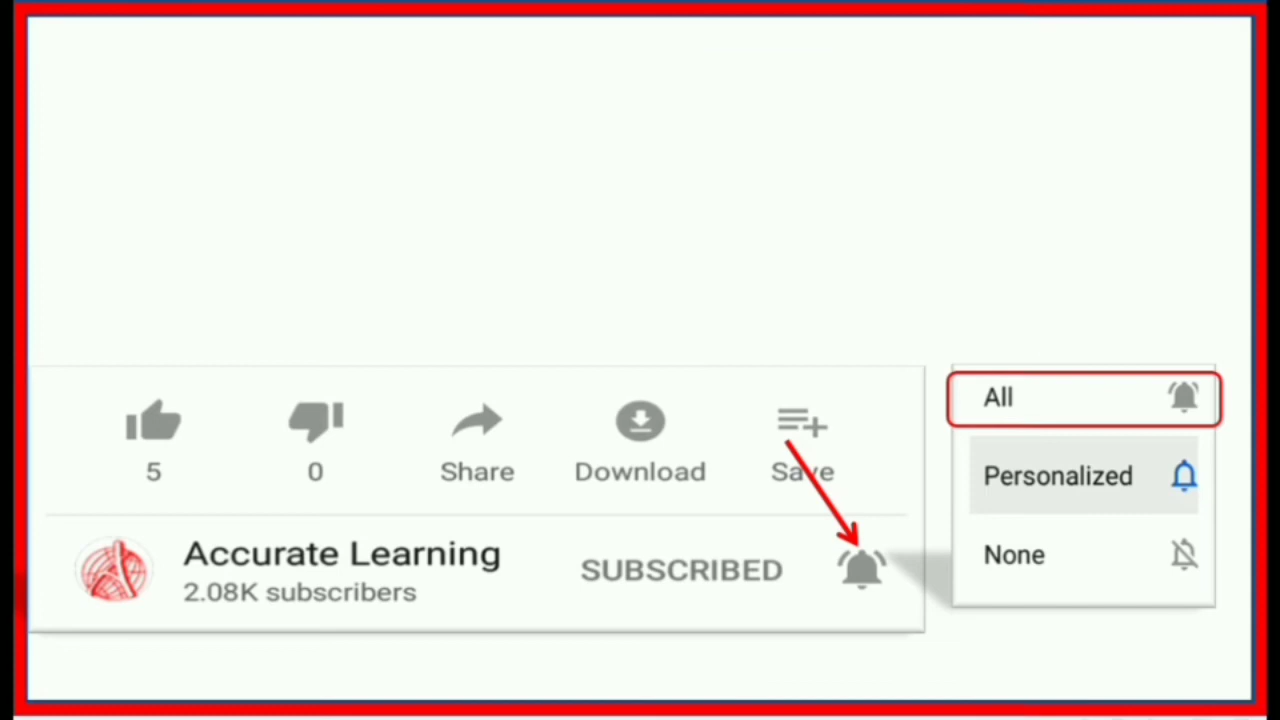 5 0 Share Download Save
Accurate Learning
2.08K subscribers
SUBSCRIBED
All
Personalized
None